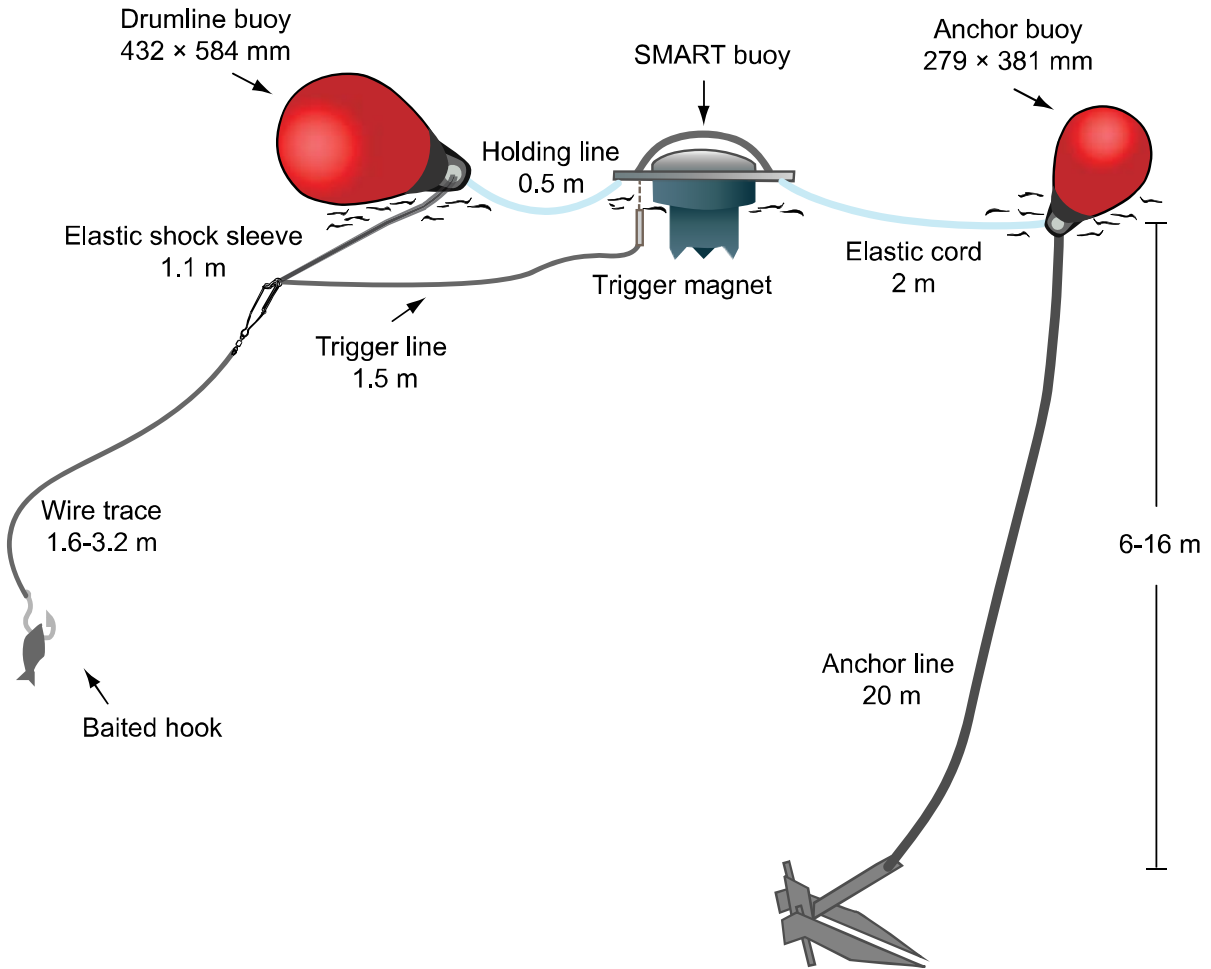 Drumline buoy
432 × 584 mm
SMART buoy
Anchor buoy
279 × 381 mm
Holding line
0.5 m
Elastic shock sleeve
1.1 m
Elastic cord
2 m
Trigger magnet
Trigger line
1.5 m
Wire trace
1.6-3.2 m
6-16 m
Anchor line
20 m
Baited hook